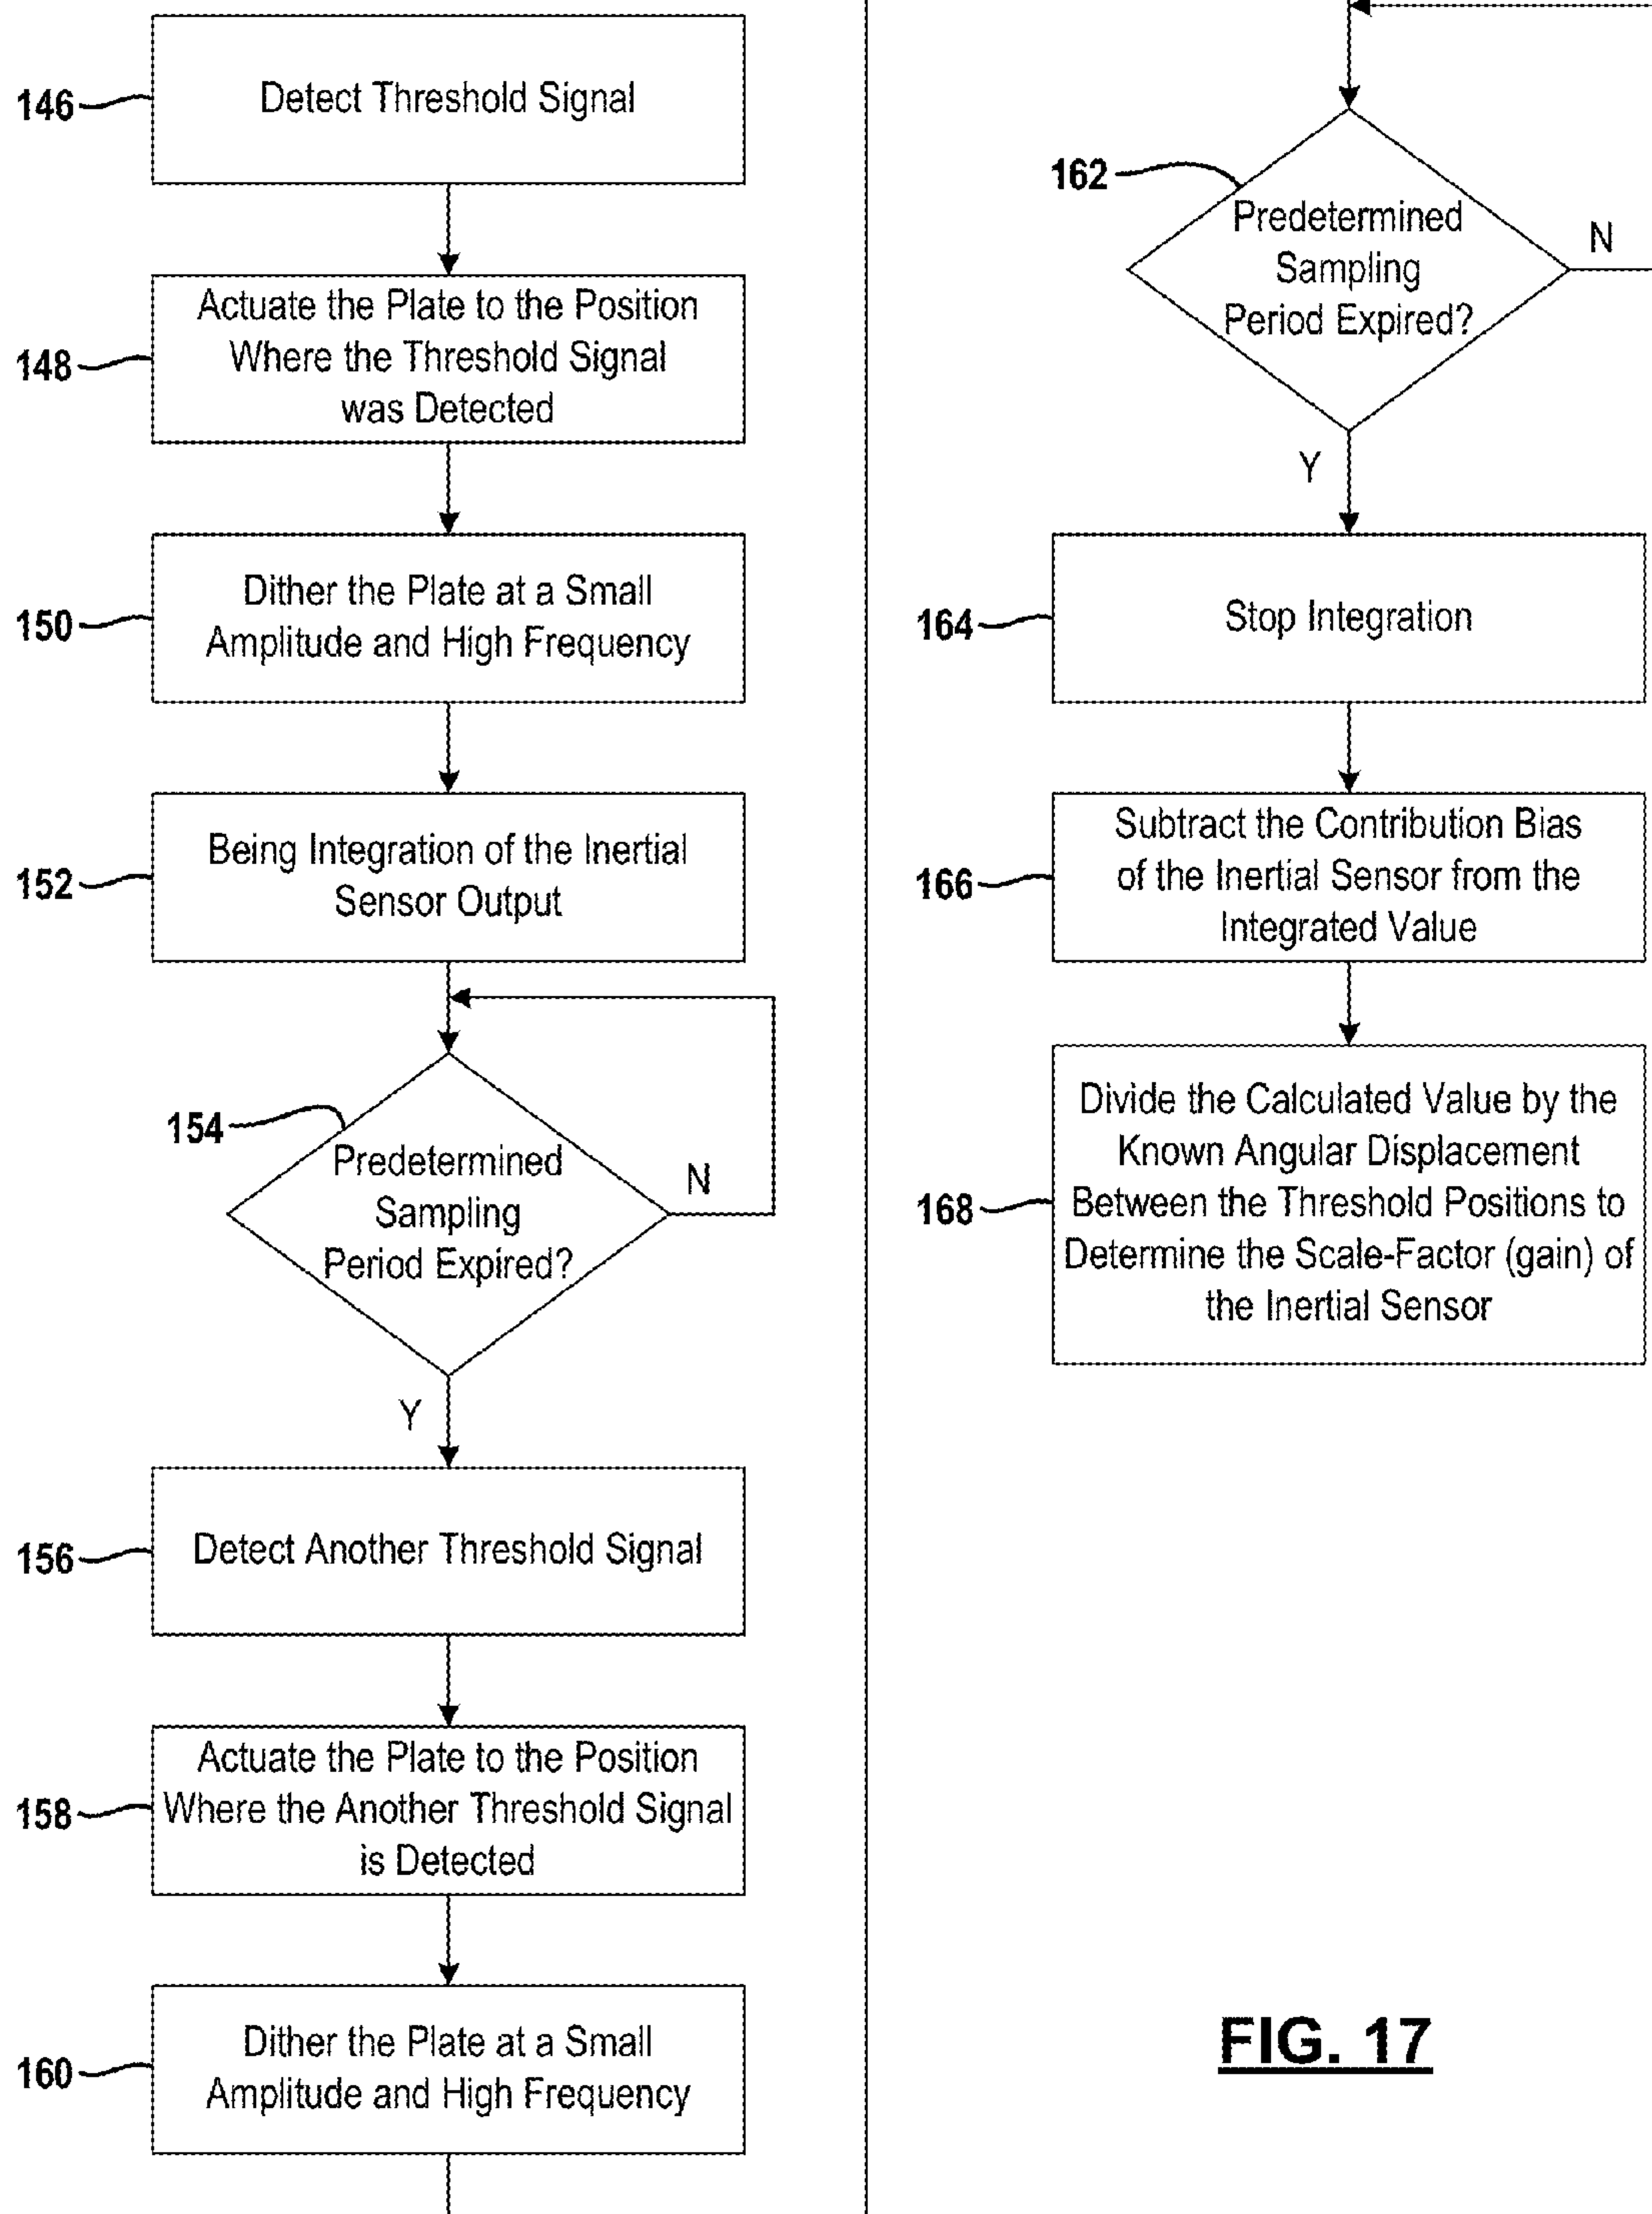 146
Detect Threshold Signal
148
Actuate the Plate to the Position
Where the Threshold Signal
was Detected
150
Dither the Plate at a Small
Amplitude and High Frequency
152
Being Integration of the Inertial
Sensor Output
154
Predetermined
Sampling
Period Expired?
N
Y
156
Detect Another Threshold Signal
158
Actuate the Plate to the Position
Where the Another Threshold Signal
is Detected
160
Dither the Plate at a Small
Amplitude and High Frequency
162
Predetermined
Sampling
Period Expired?
N
Y
164
Stop Integration
166
Subtract the Contribution Bias
of the Inertial Sensor from the
Integrated Value
168
Divide the Calculated Value by the
Known Angular Displacement
Between the Threshold Positions to
Determine the Scale-Factor (gain) of
the Inertial Sensor
FIG. 17